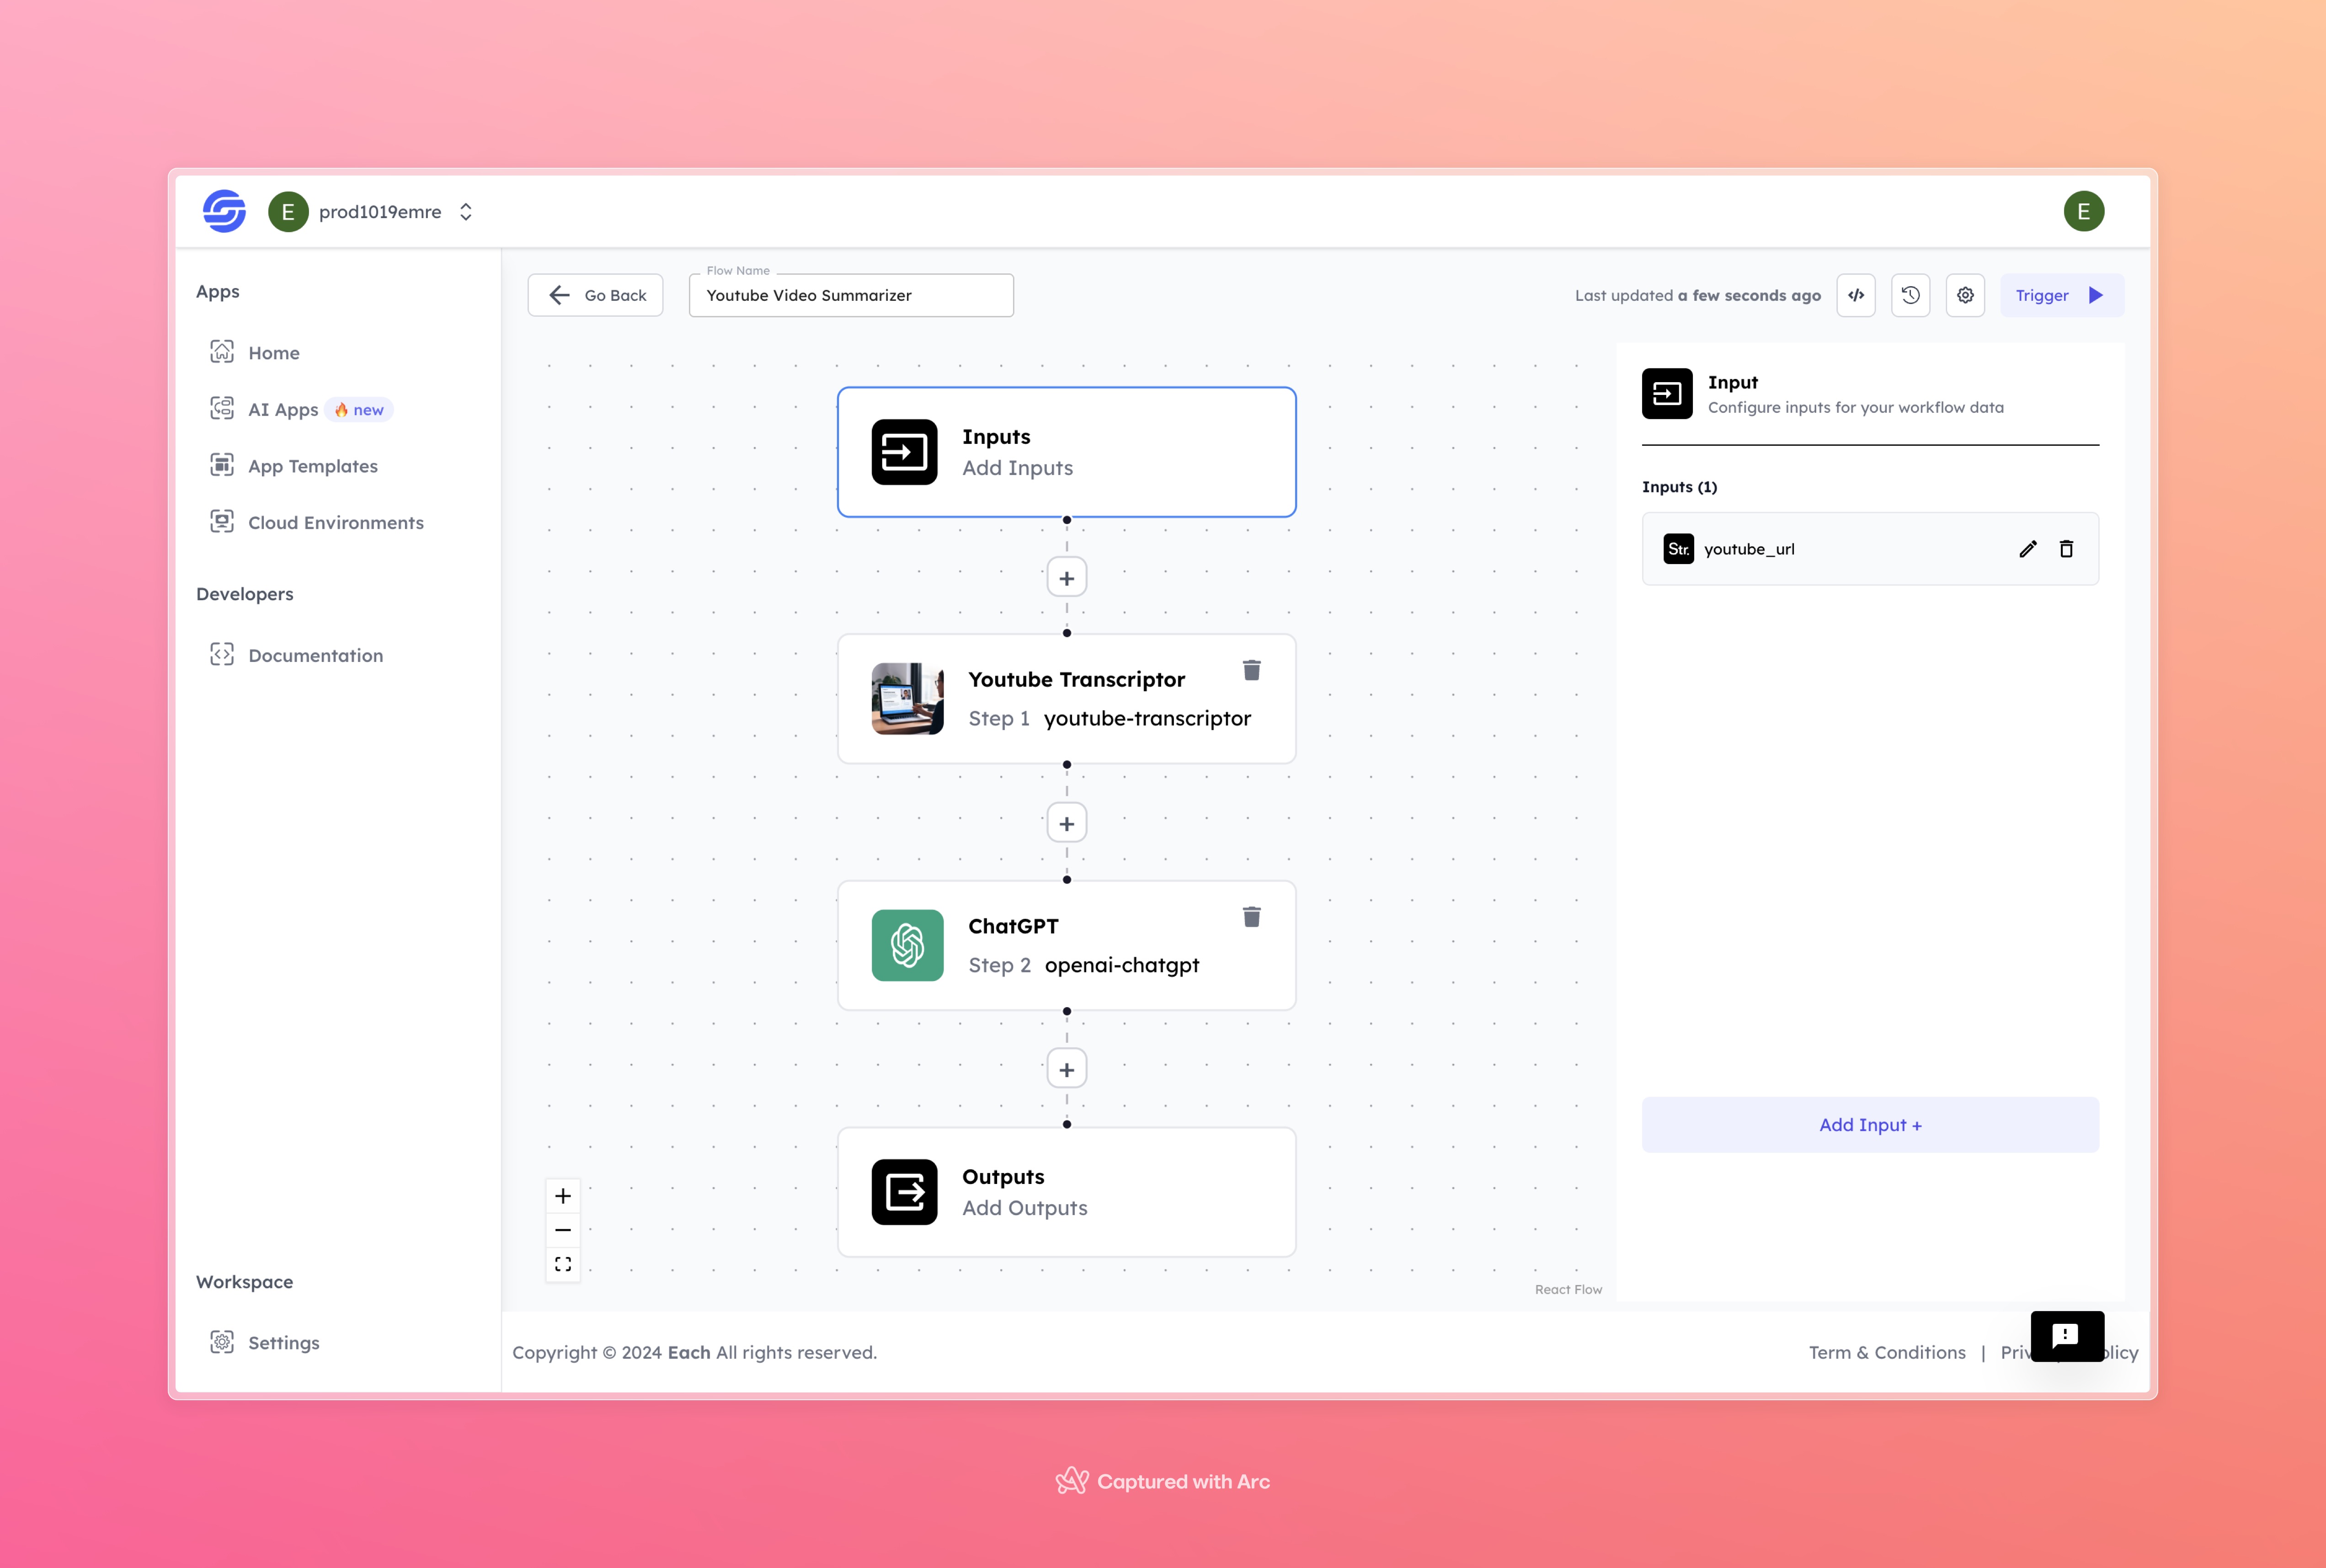 E prod1019emre
E
Apps
Home
AI Apps 🔥 new
App Templates
Cloud Environments
Developers
Documentation
Workspace
Settings
Go Back
Flow Name
Youtube Video Summarizer
Last updated a few seconds ago
Trigger
Inputs
Add Inputs
+
Youtube Transcriptor
Step 1 youtube-transcriptor
+
ChatGPT
Step 2 openai-chatgpt
+
Outputs
Add Outputs
+
−
React Flow
Input
Configure inputs for your workflow data
Inputs (1)
Str. youtube_url
Add Input +
Copyright © 2024 Each All rights reserved.
Term & Conditions |
Captured with Arc